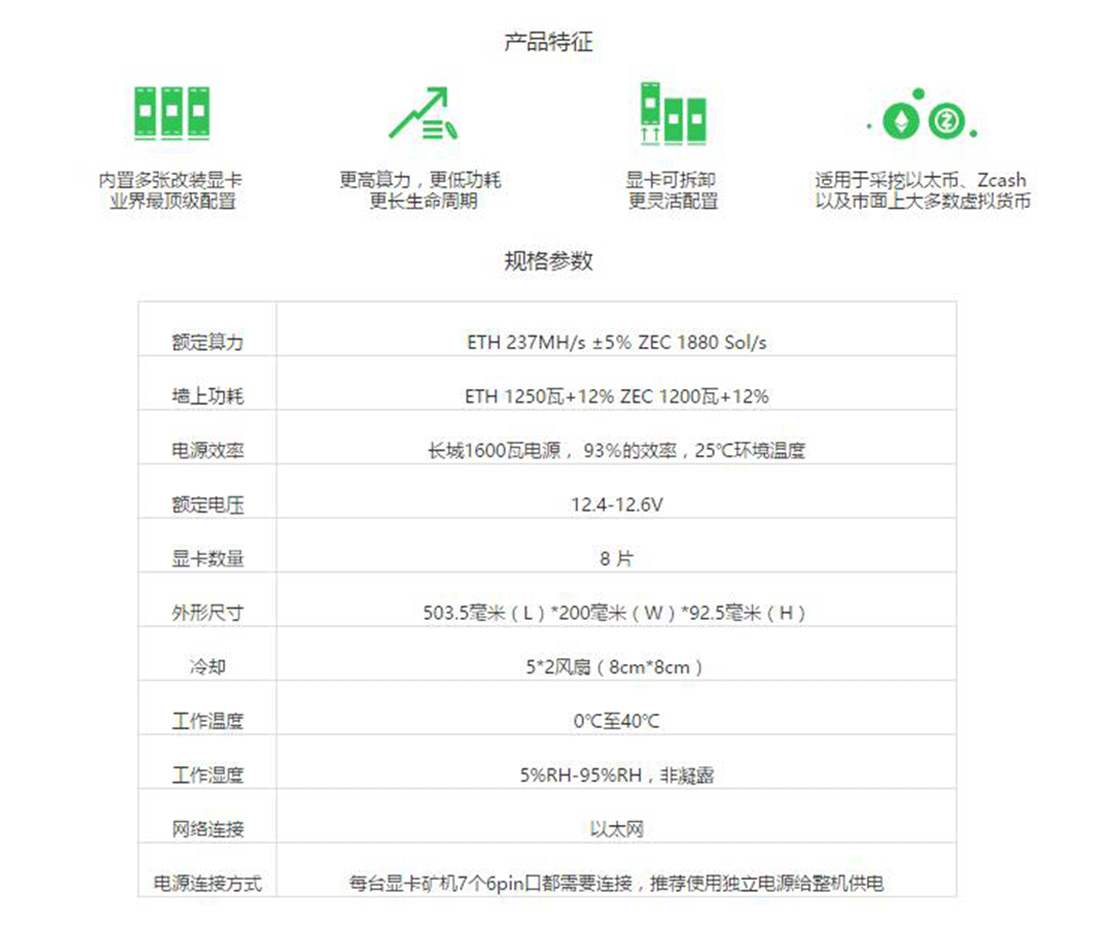 产品特征
内置多张改装显卡
业界最顶级配置
更高算力，更低功耗
更长生命周期
显卡可拆卸
更灵活配置
适用于采挖以太币、Zcash
以及市面上大多数虚拟货币
规格参数
额定算力 ETH 237MH/s ±5% ZEC 1880 Sol/s
墙上功耗 ETH 1250瓦+12% ZEC 1200瓦+12%
电源效率 长城1600瓦电源， 93%的效率，25℃环境温度
额定电压 12.4-12.6V
显卡数量 8 片
外形尺寸 503.5毫米（L）*200毫米（W）*92.5毫米（H）
冷却 5*2风扇（8cm*8cm）
工作温度 0℃至40℃
工作湿度 5%RH-95%RH，非凝露
网络连接 以太网
电源连接方式 每台显卡矿机7个6pin口都需要连接，推荐使用独立电源给整机供电